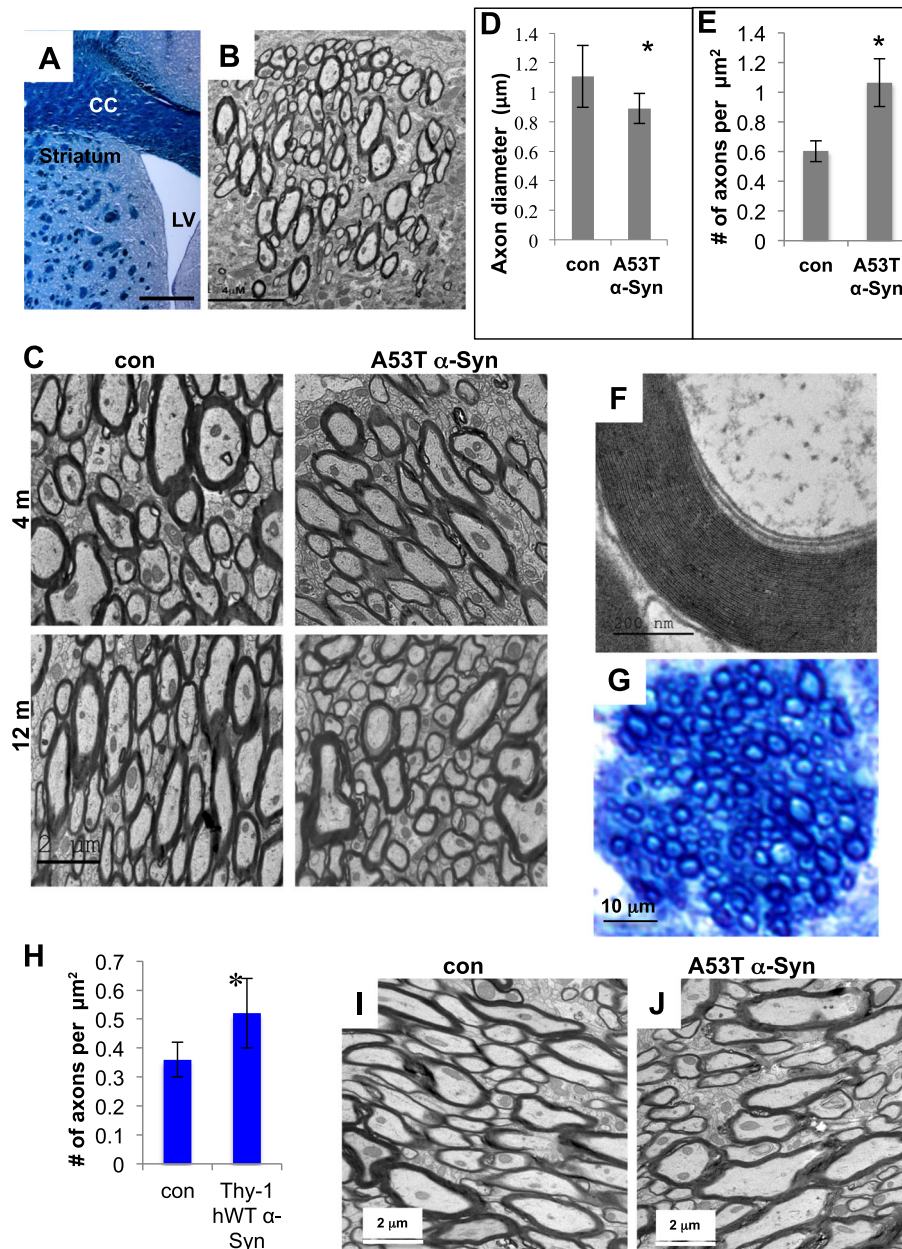 A
CC
Striatum
LV
B
4μM
D
Axon diameter (μm)
1.4
1.2
1
0.8
0.6
0.4
0.2
0
*
con
A53T
α-Syn
E
# of axons per μm²
1.4
1.2
1
0.8
0.6
0.4
0.2
0
*
con
A53T
α-Syn
C
con
A53T α-Syn
4 m
12 m
2 μm
F
200 nm
G
10 μm
H
# of axons per μm²
0.7
0.6
0.5
0.4
0.3
0.2
0.1
0
*
con
Thy-1
hWT α-
Syn
con
A53T α-Syn
I
2 μm
J
2 μm